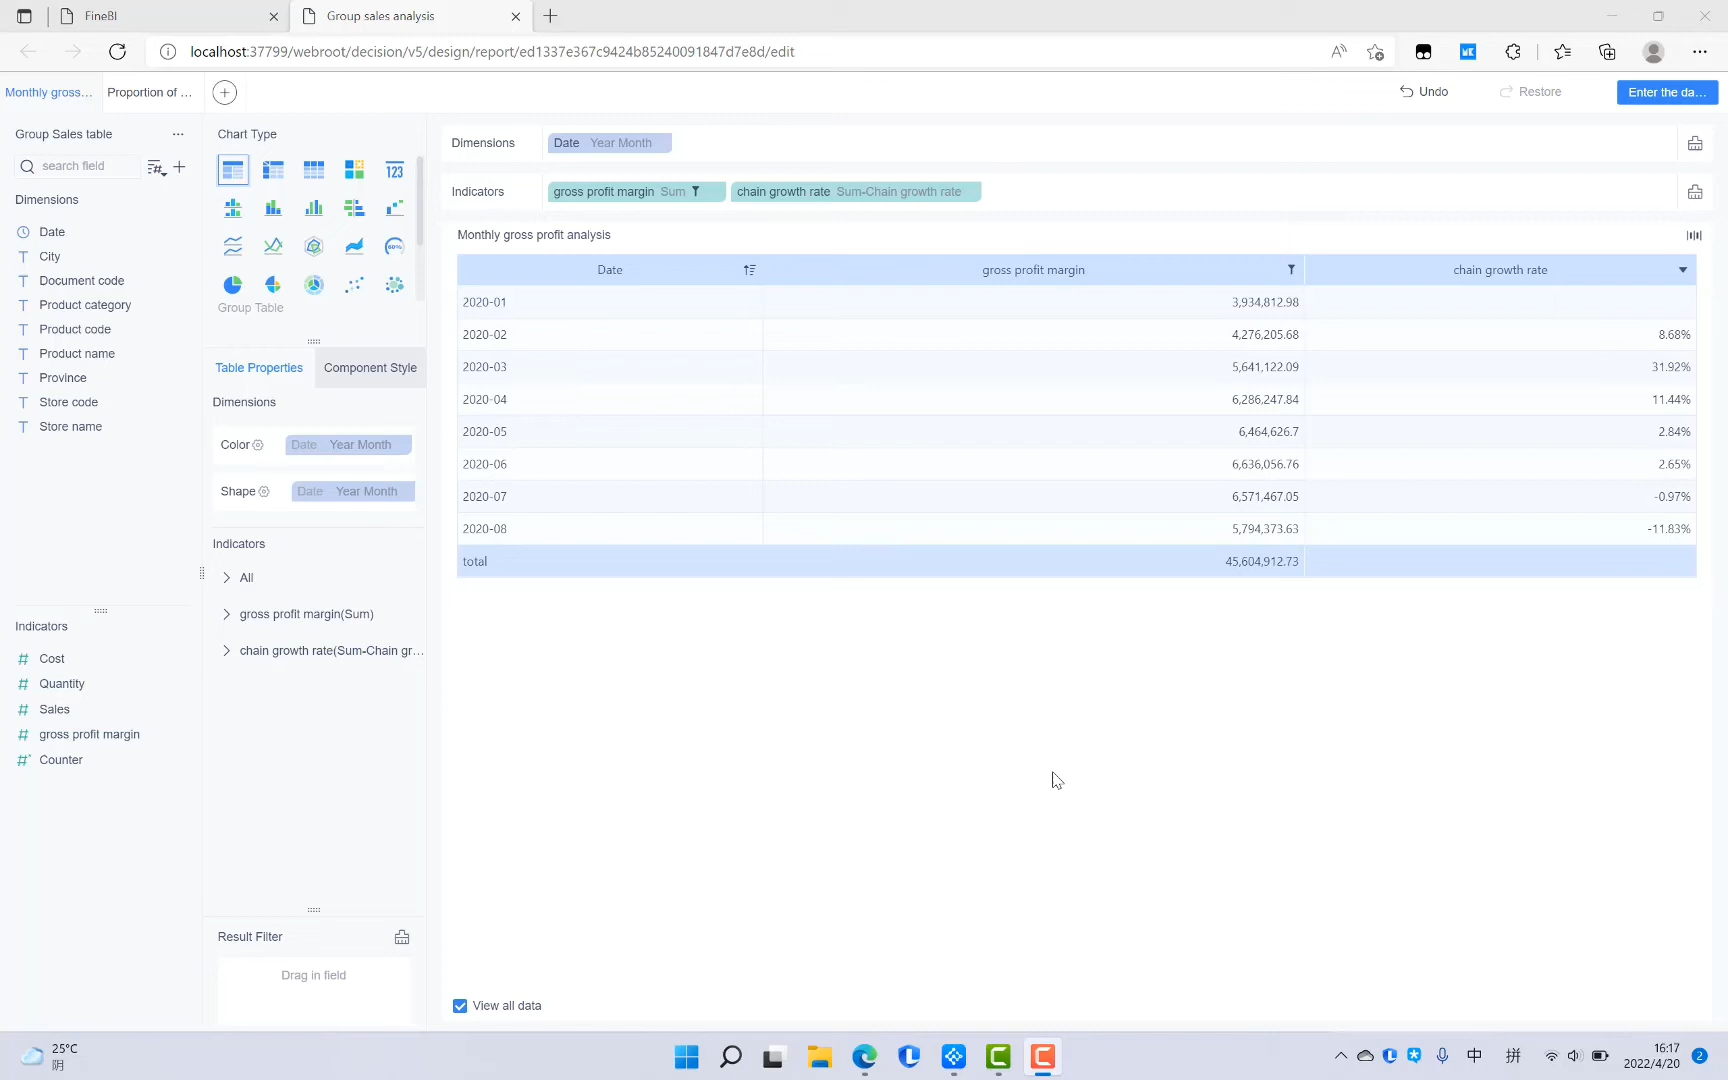 FineBI
Group sales analysis
localhost:37799/webroot/decision/v5/design/report/ed1337e367c9424b85240091847d7e8d/edit
Monthly gross...
Proportion of ...
Undo
Restore
Enter the da...
Group Sales table
search field
Dimensions
Date
City
Document code
Product category
Product code
Product name
Province
Store code
Store name
Indicators
Cost
Quantity
Sales
gross profit margin
Counter
Chart Type
123
60%
Group Table
Table Properties
Component Style
Dimensions
Color
Date Year Month
Shape
Date Year Month
Indicators
All
gross profit margin(Sum)
chain growth rate(Sum-Chain gr...
Result Filter
Drag in field
Dimensions
Date Year Month
Indicators
gross profit margin Sum
chain growth rate Sum-Chain growth rate
Monthly gross profit analysis
Date gross profit margin chain growth rate
2020-01 3,934,812.98
2020-02 4,276,205.68 8.68%
2020-03 5,641,122.09 31.92%
2020-04 6,286,247.84 11.44%
2020-05 6,464,626.7 2.84%
2020-06 6,636,056.76 2.65%
2020-07 6,571,467.05 -0.97%
2020-08 5,794,373.63 -11.83%
total 45,604,912.73
View all data
25°C
阴
中
拼
16:17
2022/4/20
2